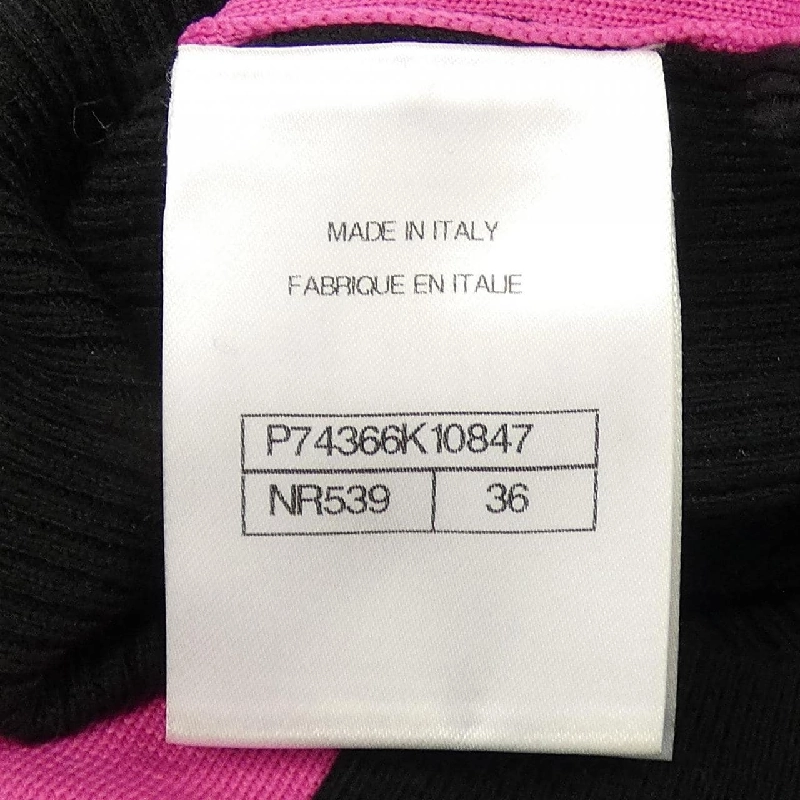 MADE IN ITALY
FABRIQUE EN ITALIE
P74366K10847
NR539 36